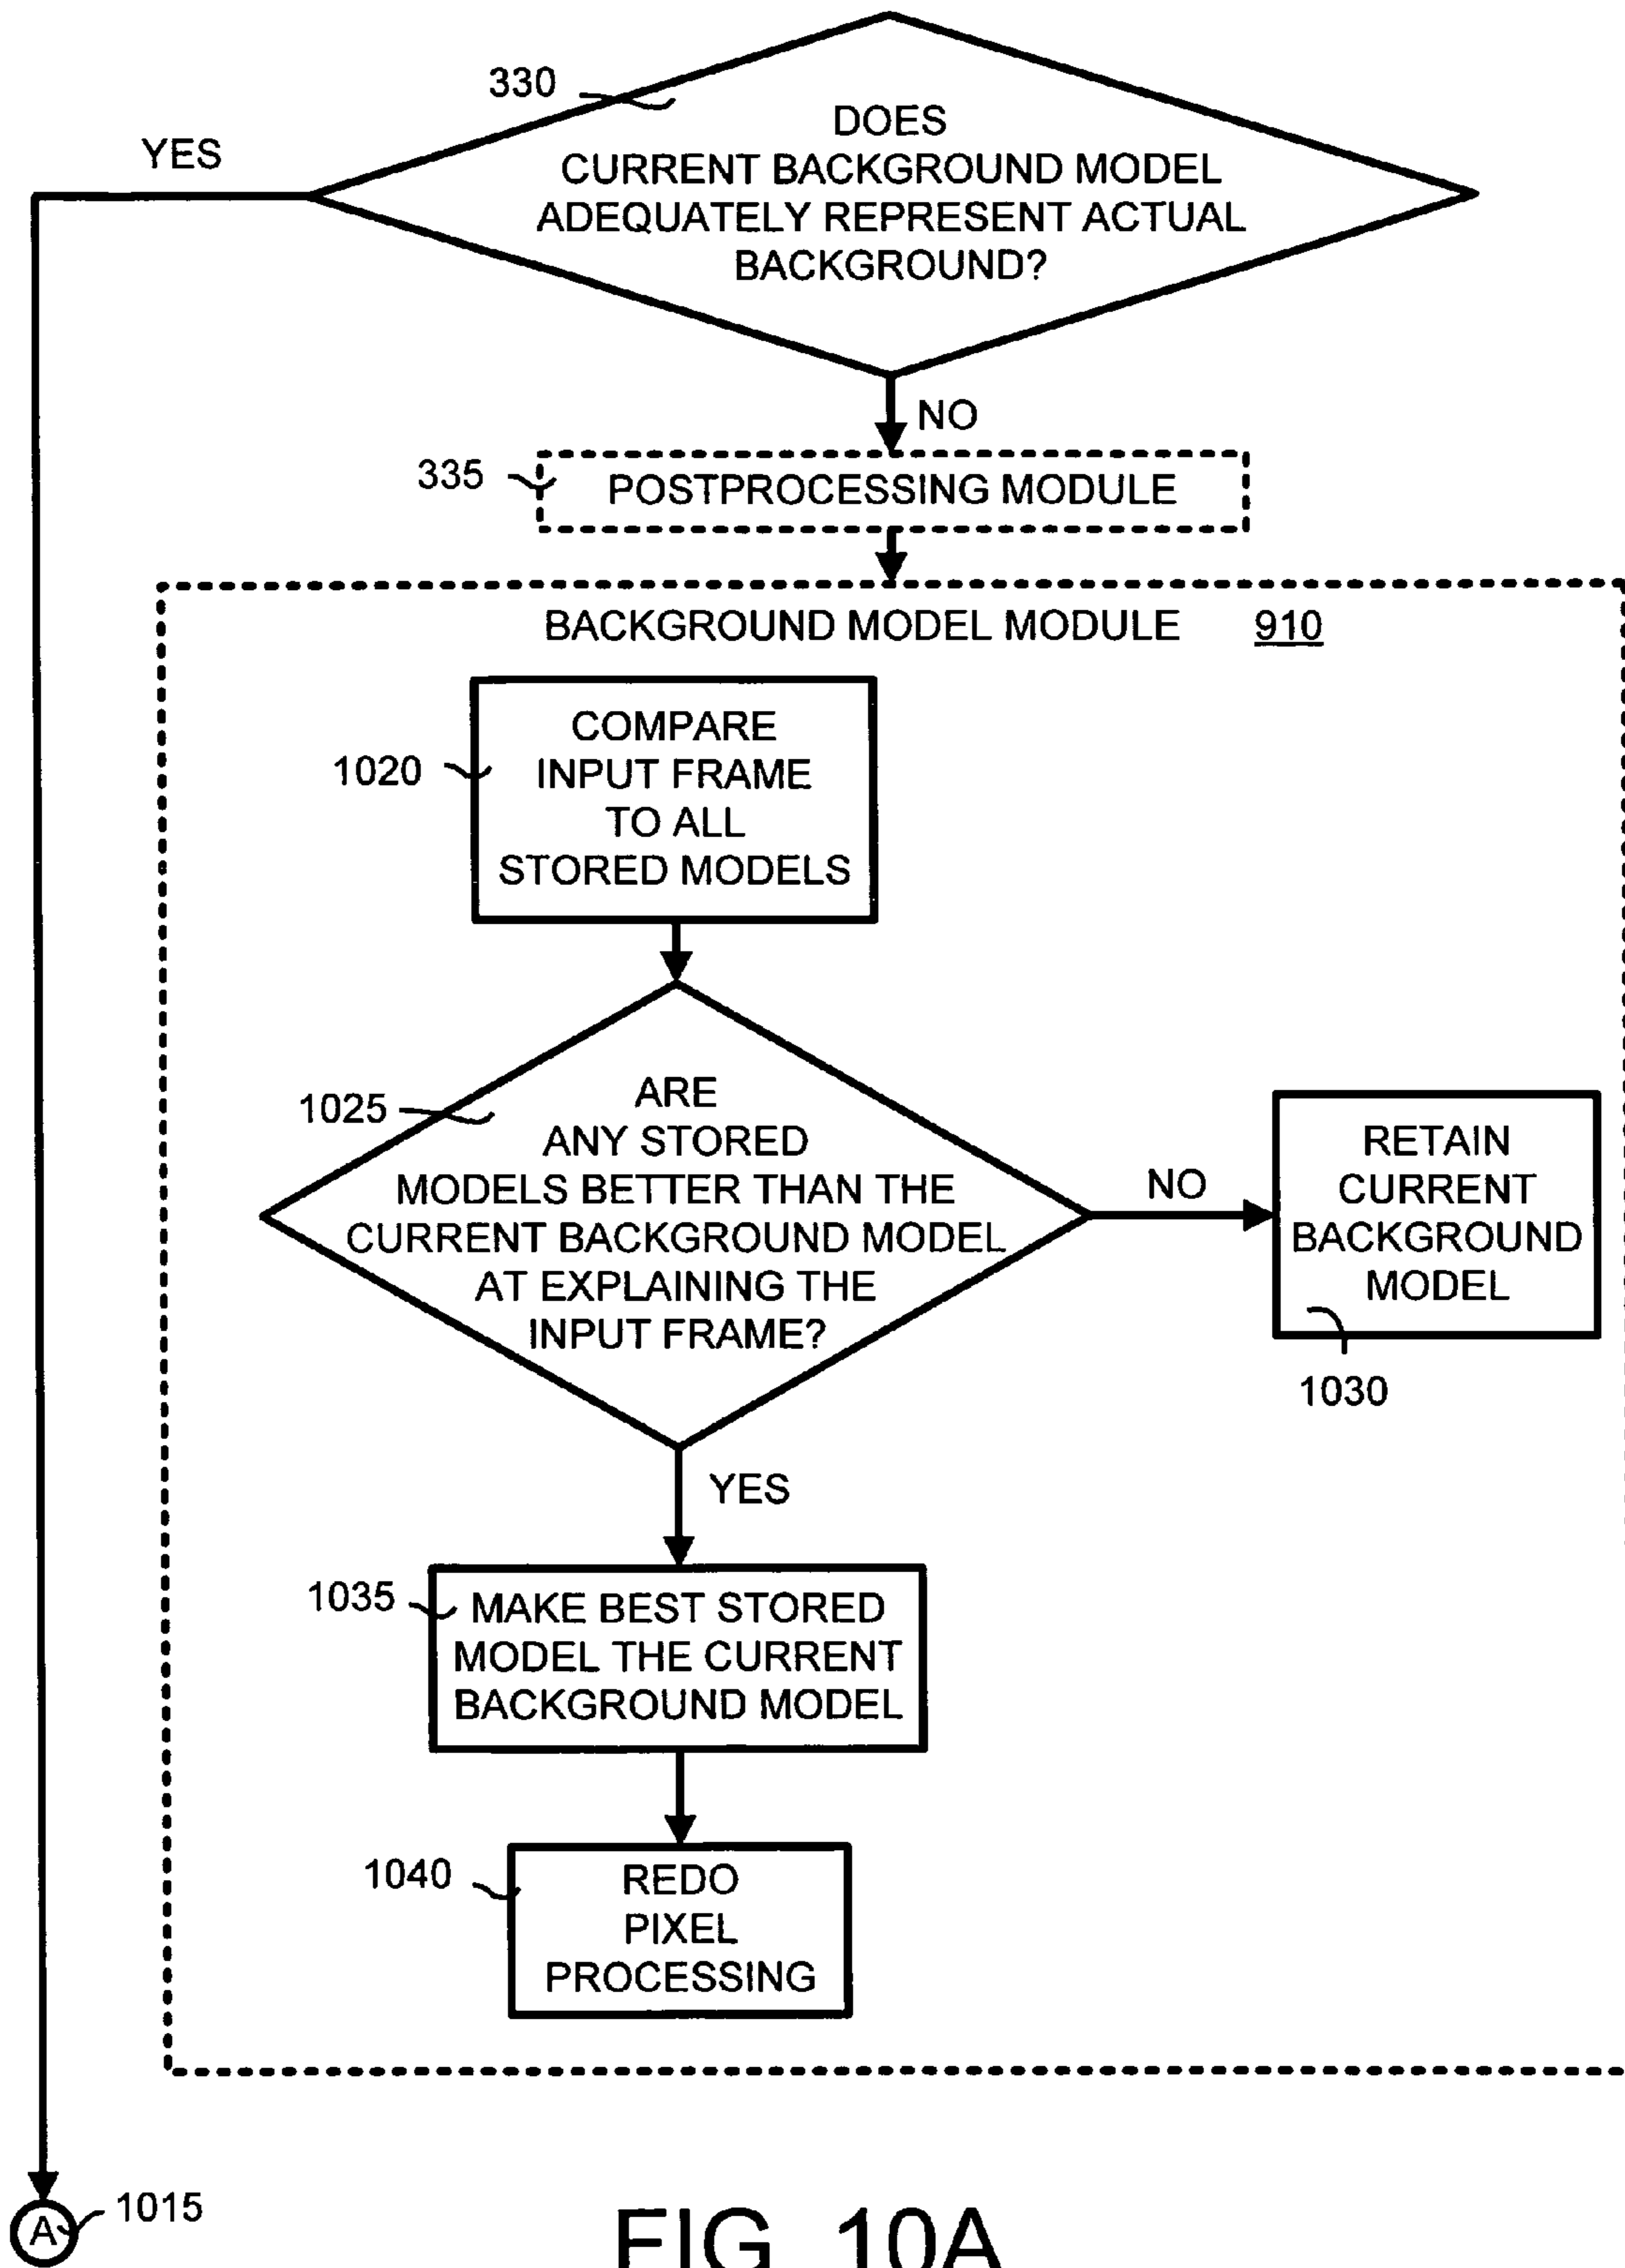 330
DOES
CURRENT BACKGROUND MODEL
ADEQUATELY REPRESENT ACTUAL
BACKGROUND?
YES
NO
335
POSTPROCESSING MODULE
BACKGROUND MODEL MODULE 910
1020
COMPARE
INPUT FRAME
TO ALL
STORED MODELS
1025
ARE
ANY STORED
MODELS BETTER THAN THE
CURRENT BACKGROUND MODEL
AT EXPLAINING THE
INPUT FRAME?
NO
RETAIN
CURRENT
BACKGROUND
MODEL
1030
YES
1035
MAKE BEST STORED
MODEL THE CURRENT
BACKGROUND MODEL
1040
REDO
PIXEL
PROCESSING
A
1015
FIG. 10A